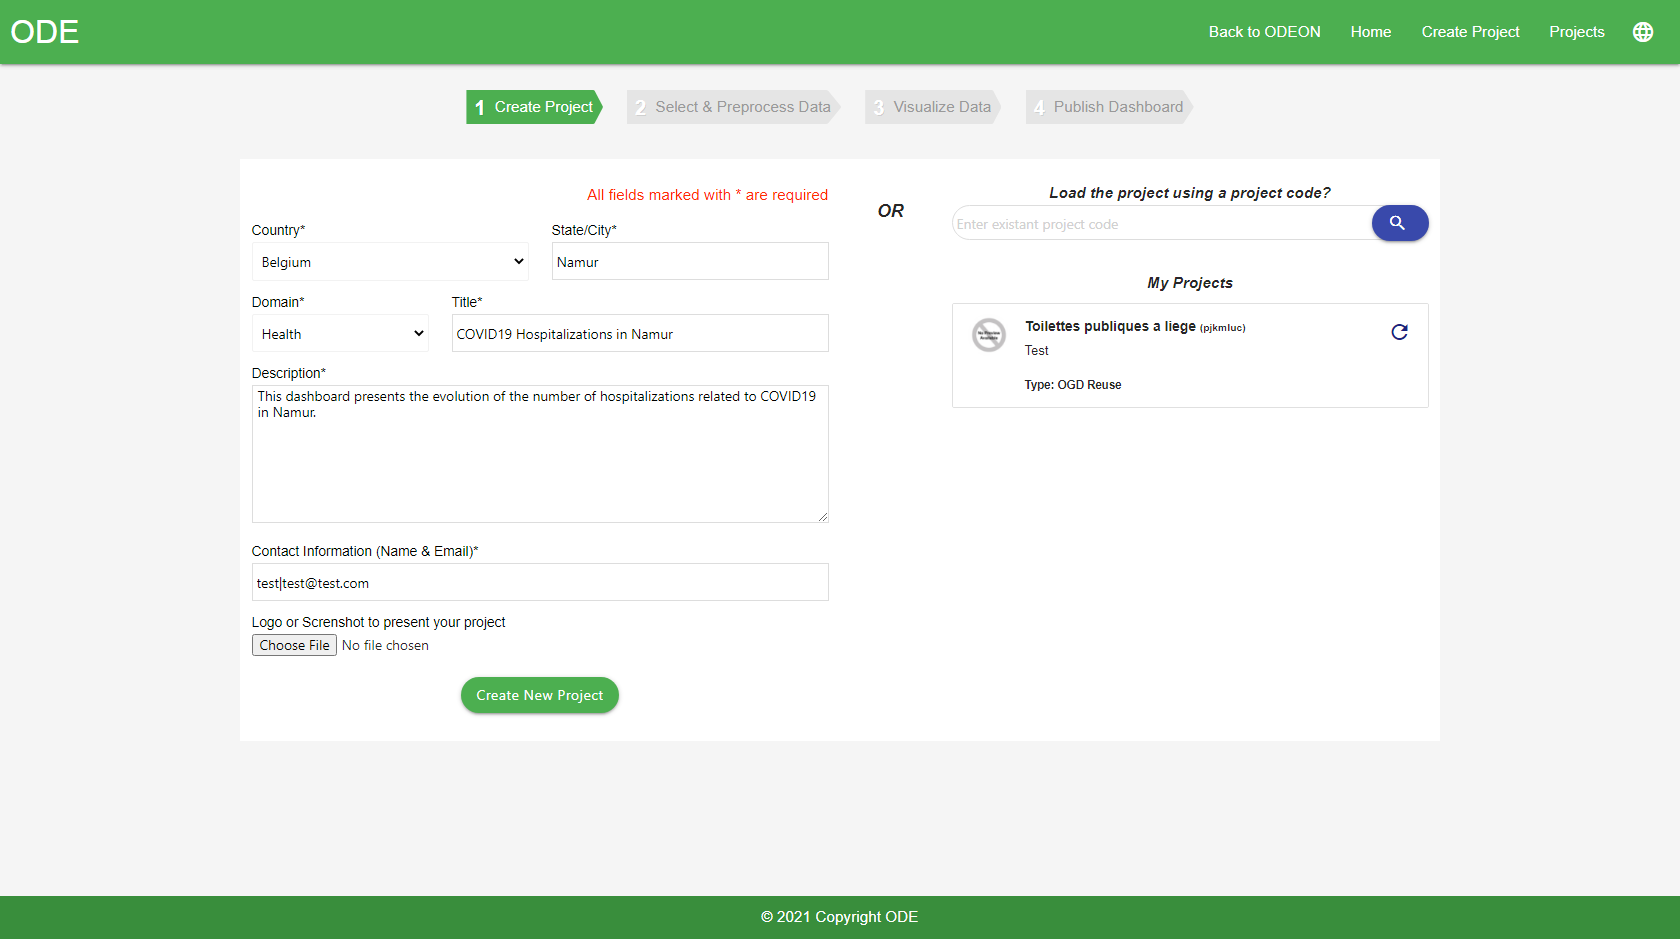 ODE
Back to ODEON
Home
Create Project
Projects
1 Create Project
2 Select & Preprocess Data
3 Visualize Data
4 Publish Dashboard
All fields marked with * are required
Country*
State/City*
Belgium
Namur
Domain*
Title*
Health
COVID19 Hospitalizations in Namur
Description*
This dashboard presents the evolution of the number of hospitalizations related to COVID19
in Namur.
Contact Information (Name & Email)*
test|test@test.com
Logo or Screnshot to present your project
Choose File No file chosen
Create New Project
OR
Load the project using a project code?
Enter existant project code
My Projects
No Preview
Available
Toilettes publiques a liege (pjkmluc)
Test
Type: OGD Reuse
© 2021 Copyright ODE